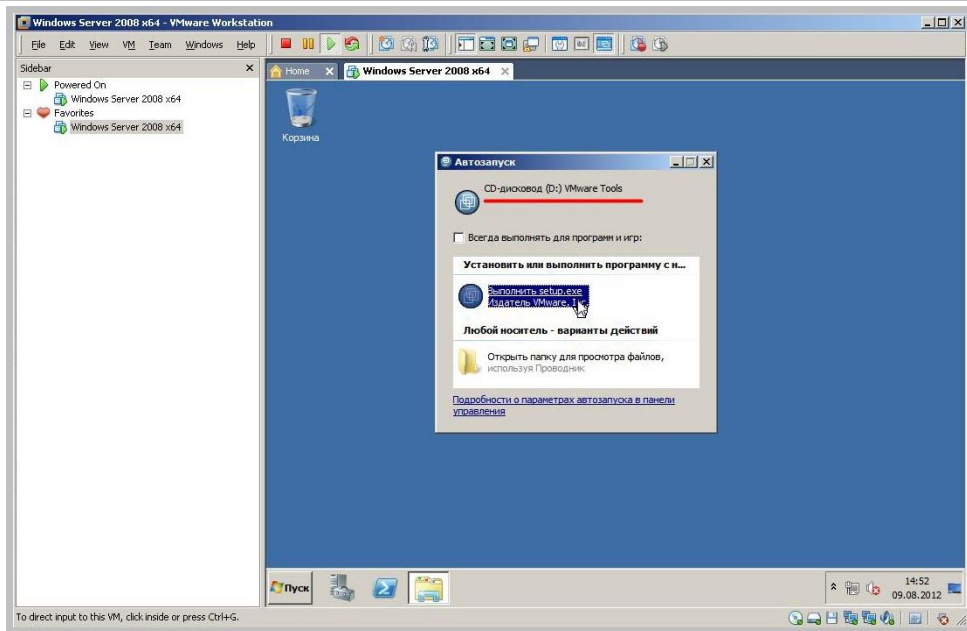 Windows Server 2008 x64 - VMware Workstation
File Edit View VM Team Windows Help
Sidebar
Powered On
Windows Server 2008 x64
Favorites
Windows Server 2008 x64
Home
Windows Server 2008 x64
Корзина
Автозапуск
CD-дисковод (D:) VMware Tools
Всегда выполнять для программ и игр:
Установить или выполнить программу с н...
Выполнить setup.exe
Издатель VMware,
Любой носитель - варианты действий
Открыть папку для просмотра файлов,
используя Проводник
Подробности о параметрах автозапуска в панели
управления
Пуск
14:52
09.08.2012
To direct input to this VM, click inside or press Ctrl+G.